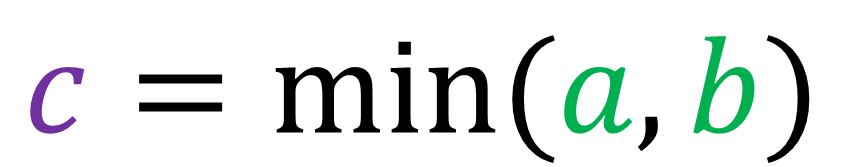 c = min(a, b)